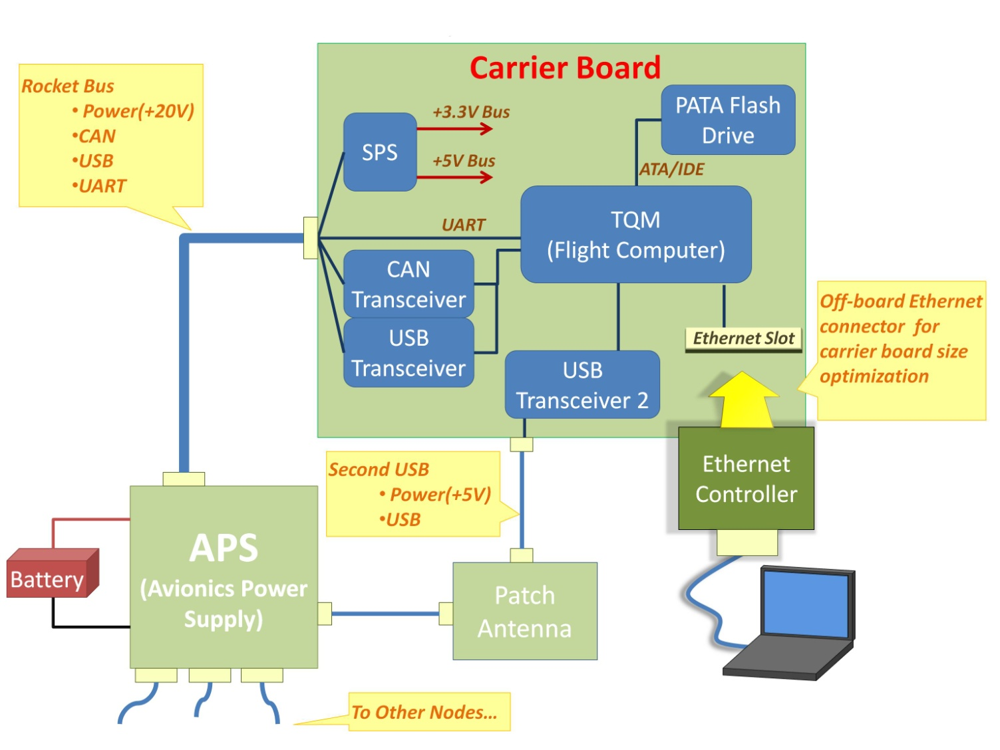 Carrier Board
Rocket Bus
• Power(+20V)
•CAN
•USB
•UART
SPS
+3.3V Bus
+5V Bus
PATA Flash
Drive
ATA/IDE
UART
TQM
(Flight Computer)
CAN
Transceiver
USB
Transceiver
USB
Transceiver 2
Ethernet Slot
Off-board Ethernet
connector for
carrier board size
optimization
Second USB
• Power(+5V)
•USB
Ethernet
Controller
Battery
APS
(Avionics Power
Supply)
Patch
Antenna
To Other Nodes...